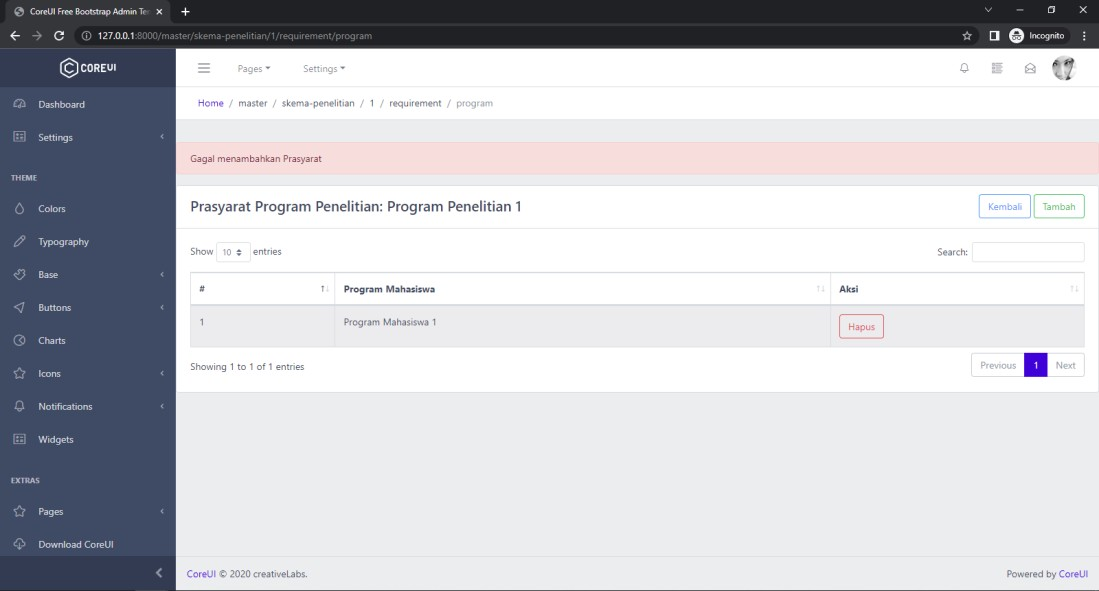 CoreUI Free Bootstrap Admin Te
127.0.0.1:8000/master/skema-penelitian/1/requirement/program
Incognito
COREUI
Pages
Settings
Dashboard
Home / master / skema-penelitian / 1 / requirement / program
Settings
Gagal menambahkan Prasyarat
THEME
Colors
Prasyarat Program Penelitian: Program Penelitian 1
Kembali
Tambah
Typography
Show 10 entries
Search:
Base
# Program Mahasiswa Aksi
Buttons
1 Program Mahasiswa 1 Hapus
Charts
Showing 1 to 1 of 1 entries
Previous 1 Next
Icons
Notifications
Widgets
EXTRAS
Pages
Download CoreUI
CoreUI © 2020 creativeLabs.
Powered by CoreUI